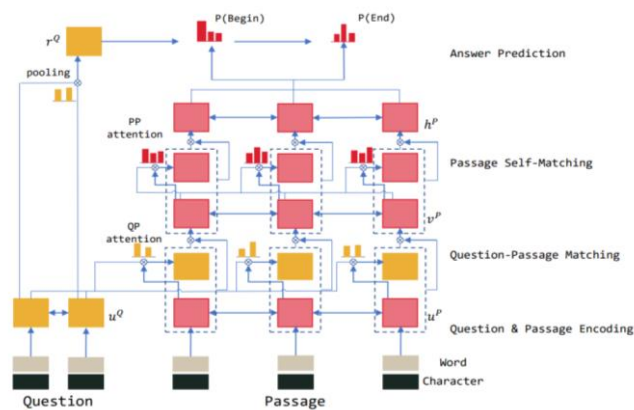 P(Begin)
P(End)
r^Q
Answer Prediction
pooling
PP
attention
h^P
Passage Self-Matching
v^P
QP
attention
Question-Passage Matching
u^Q
u^P
Question & Passage Encoding
Word
Character
Question
Passage